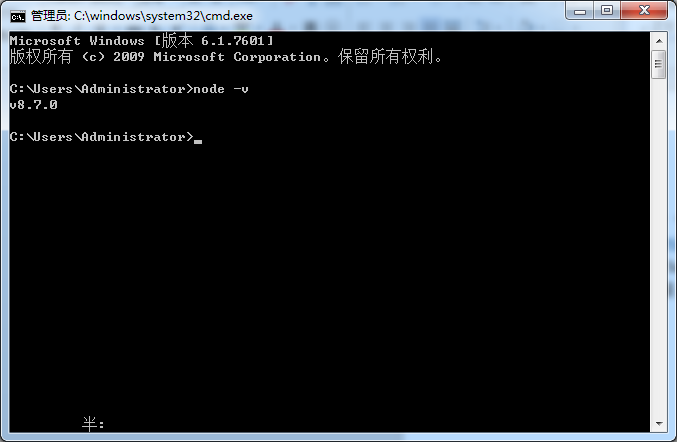 管理员: C:\windows\system32\cmd.exe
Microsoft Windows [版本 6.1.7601]
版权所有 (c) 2009 Microsoft Corporation。保留所有权利。
C:\Users\Administrator>node -v
v8.7.0
C:\Users\Administrator>
半: